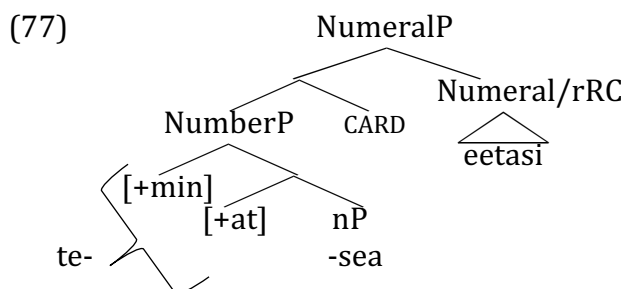 (77) NumeralP
Numeral/rRC
NumberP CARD
eetasi
[+min]
[+at] nP
te- -sea